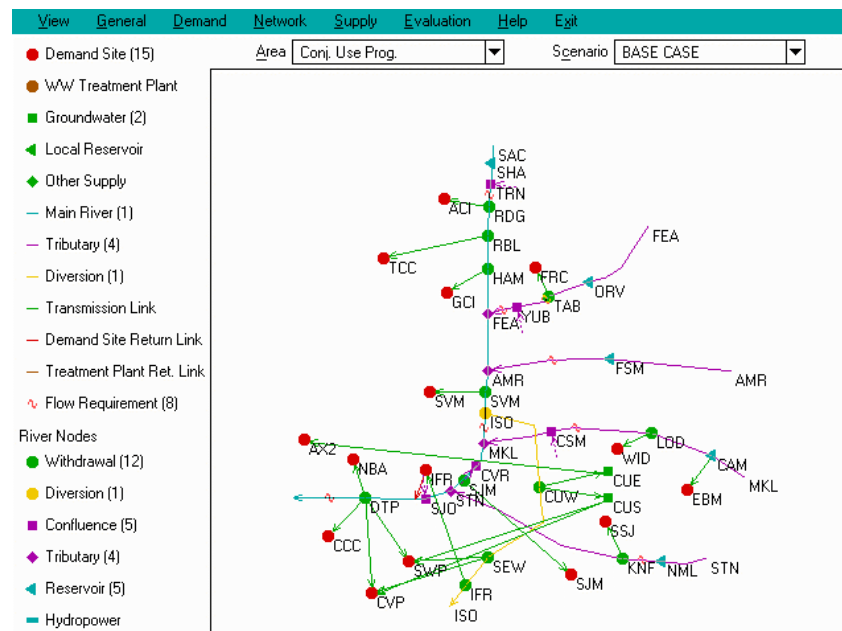 View General Demand Network Supply Evaluation Help Exit
Area Conj. Use Prog. Scenario BASE CASE
Demand Site (15)
WW Treatment Plant
Groundwater (2)
Local Reservoir
Other Supply
Main River (1)
Tributary (4)
Diversion (1)
Transmission Link
Demand Site Return Link
Treatment Plant Ret. Link
Flow Requirement (8)
River Nodes
Withdrawal (12)
Diversion (1)
Confluence (5)
Tributary (4)
Reservoir (5)
Hydropower
SAC
SHA
TRN
ACI
RDG
FEA
RBL
TCC
HAM
FRC
ORV
GCI
TAB
FEA
YUB
FSM
AMR
AMR
SVM
SVM
ISO
AX2
MKL
CSM
LOD
WID
CAM
NBA
IFR
CVR
CUE
MKL
SJM
EBM
DTP
SJO
STN
CUW
CUS
SSJ
CCC
SWP
SEW
KNF
NML
STN
SJM
CVP
IFR
ISO